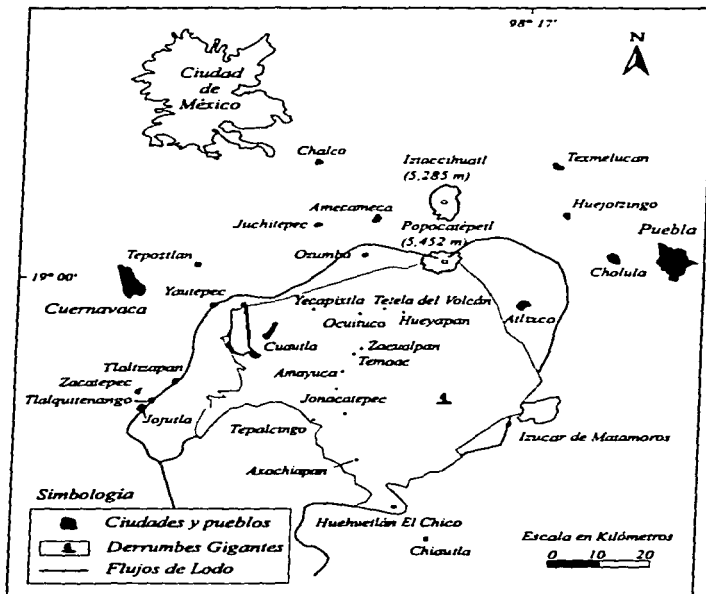 98° 17'
N
Ciudad
de
México
Chalco
Iztaccihuatl
(5,285 m)
Texmelucan
Amecameca
Huejotzingo
Juchitepec
Popocatépetl
(5,452 m)
Puebla
Tepoztlan
Ozumba
Cholula
19° 00'
Cuernavaca
Yautepec
Yecapixtla
Tetela del Volcán
Ocuituco
Hueyapan
Atlixco
Cuautla
Zacualpan
Temoac
Tlaltizapan
Zacatepec
Amayuca
Tlalquitenango
Jonacatepec
Jojutla
Tepalcingo
Izucar de Matamoros
Axochiapan
Simbología
Ciudades y pueblos
Derrumbes Gigantes
Flujos de Lodo
Huehuetlán El Chico
Chiautla
Escala en Kilómetros
0 10 20